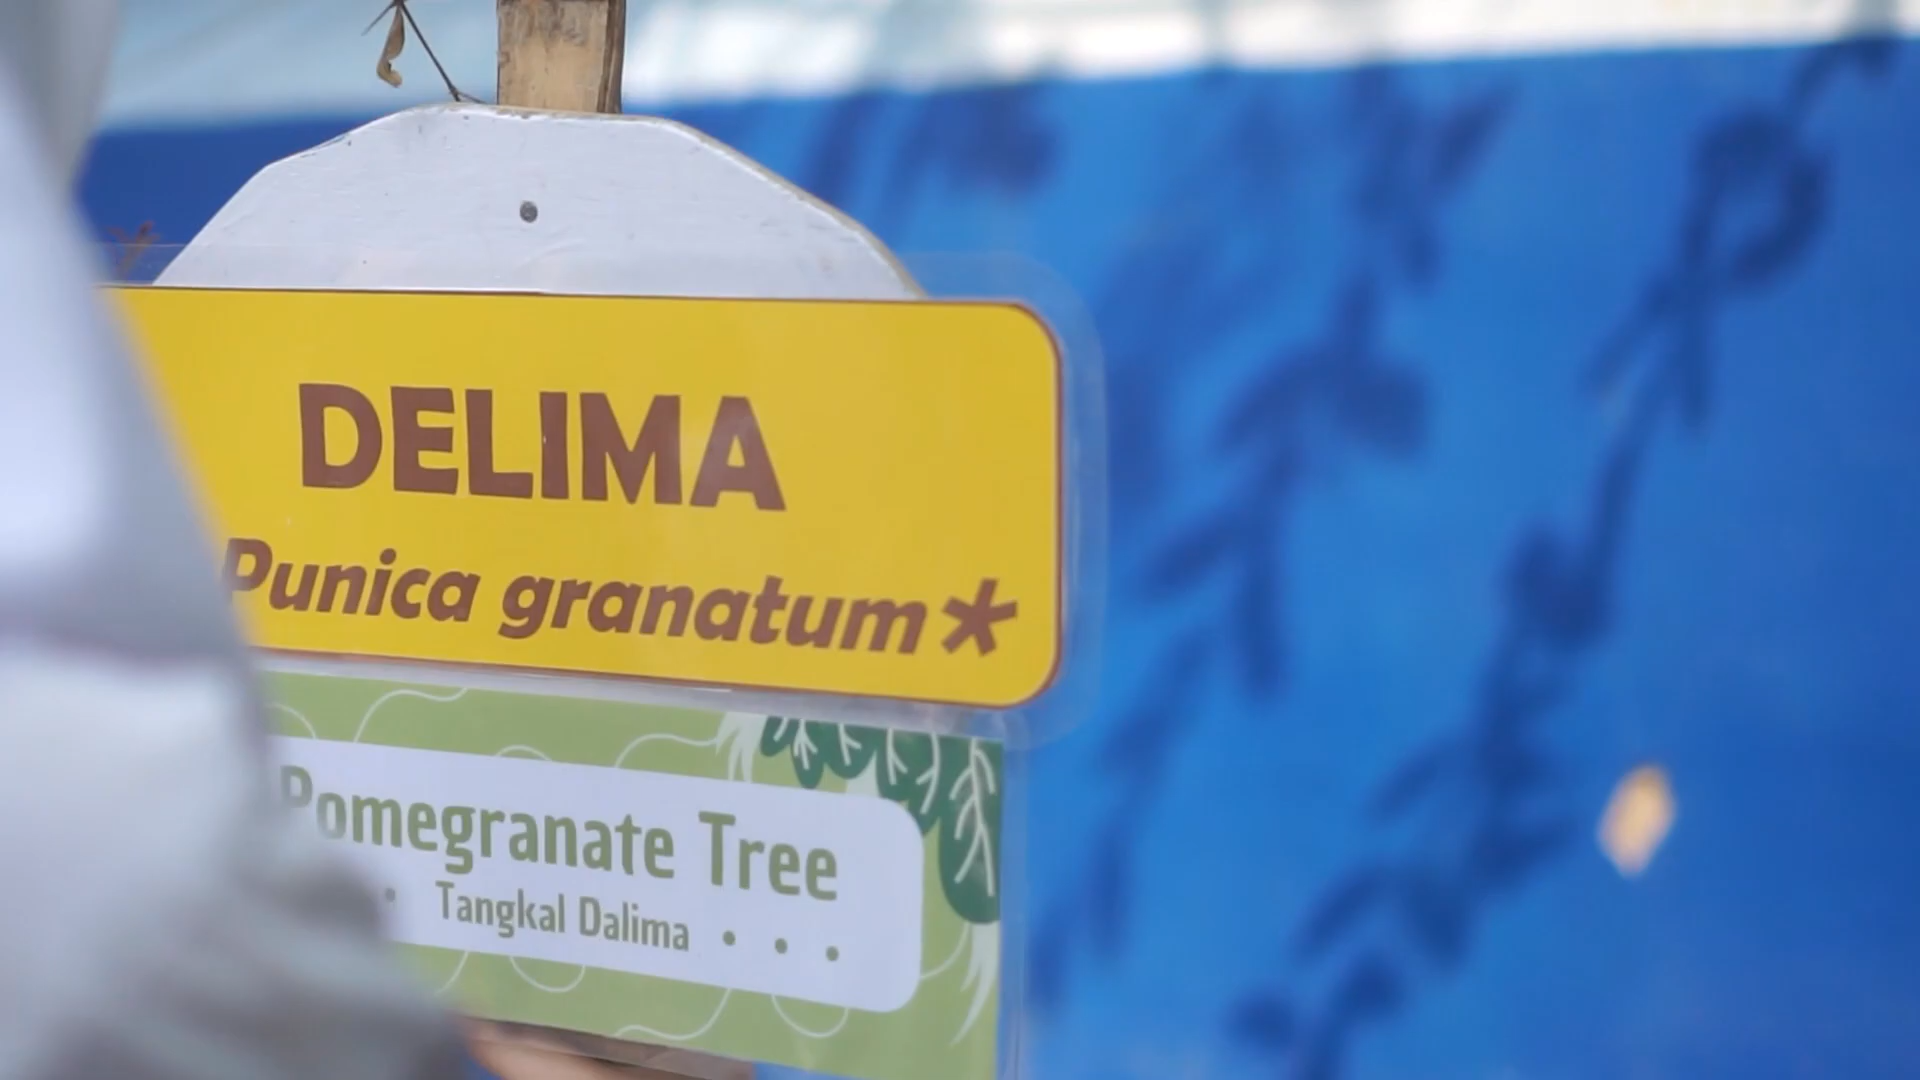 DELIMA
Punica granatum*
Pomegranate Tree
• Tangkal Dalima • • •